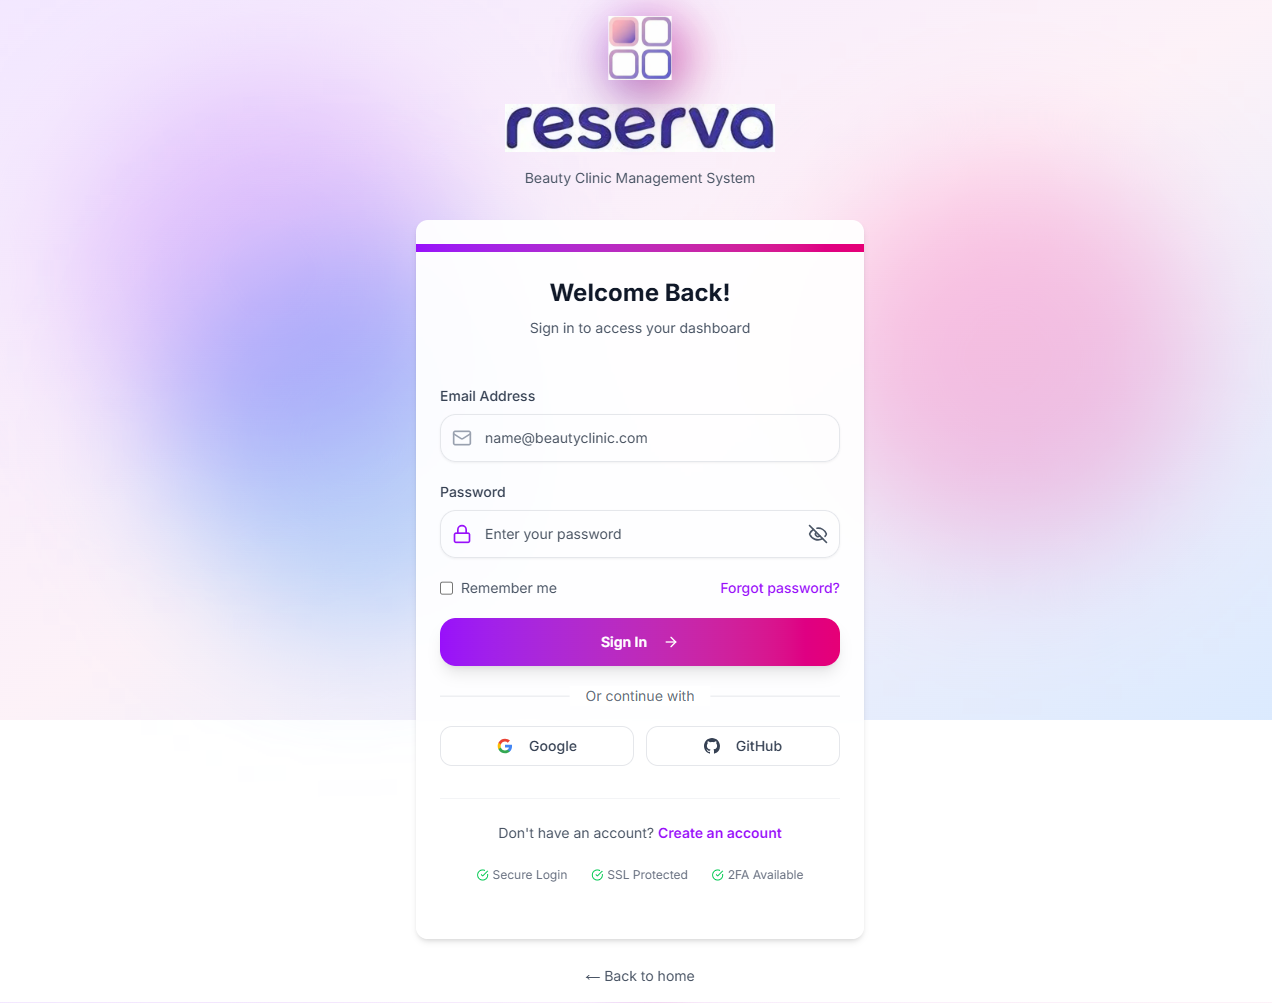 reserva
Beauty Clinic Management System
Welcome Back!
Sign in to access your dashboard
Email Address
name@beautyclinic.com
Password
Enter your password
Remember me
Forgot password?
Sign In →
Or continue with
Google
GitHub
Don't have an account? Create an account
Secure Login
SSL Protected
2FA Available
← Back to home